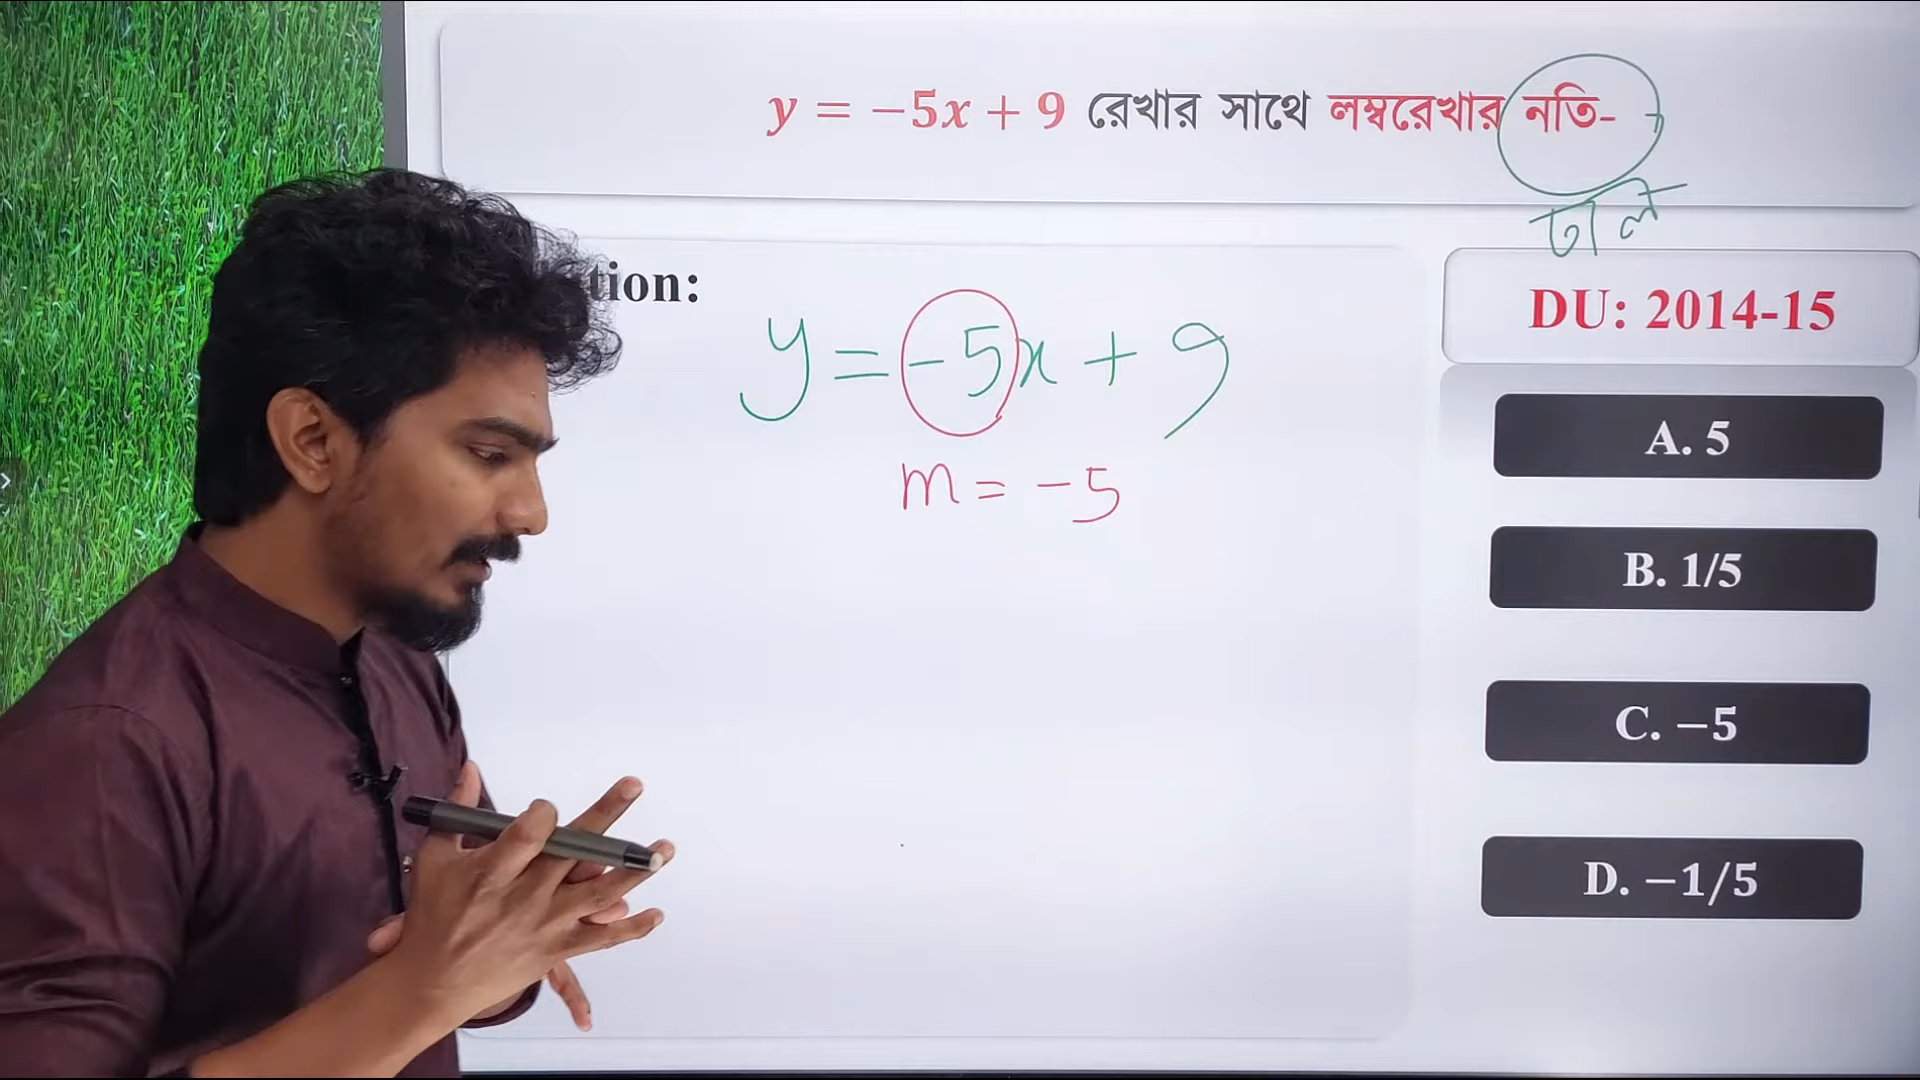 y = −5x + 9 রেখার সাথে লম্বরেখার নতি-
ঢাল
tion:
y = -5x + 9
m = -5
DU: 2014-15
A. 5
B. 1/5
C. −5
D. −1/5